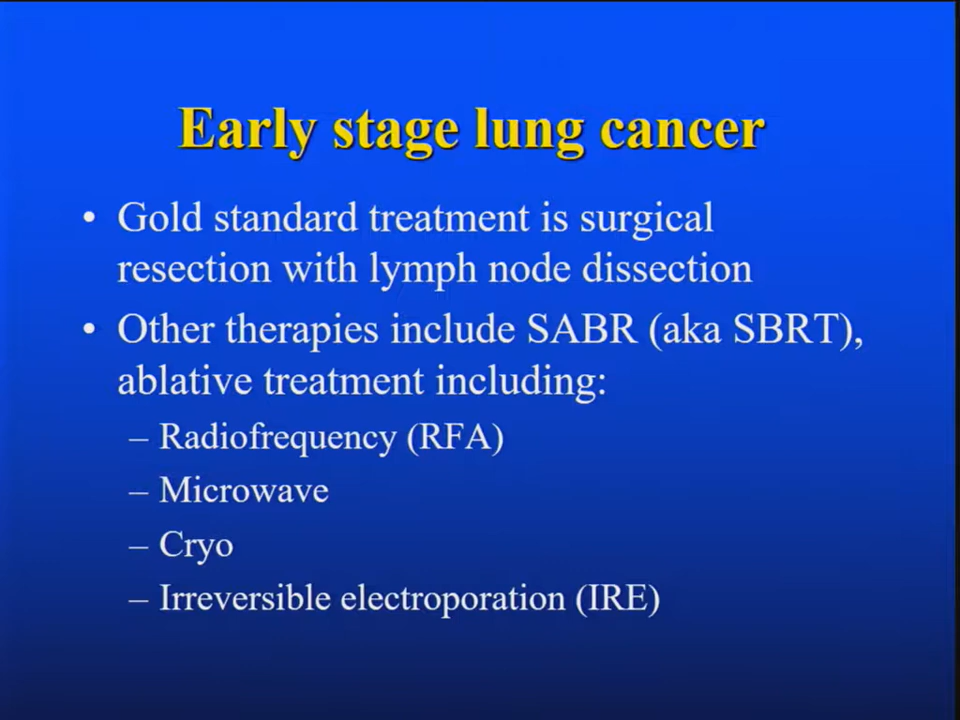 Early stage lung cancer
• Gold standard treatment is surgical
resection with lymph node dissection
• Other therapies include SABR (aka SBRT),
ablative treatment including:
– Radiofrequency (RFA)
– Microwave
– Cryo
– Irreversible electroporation (IRE)